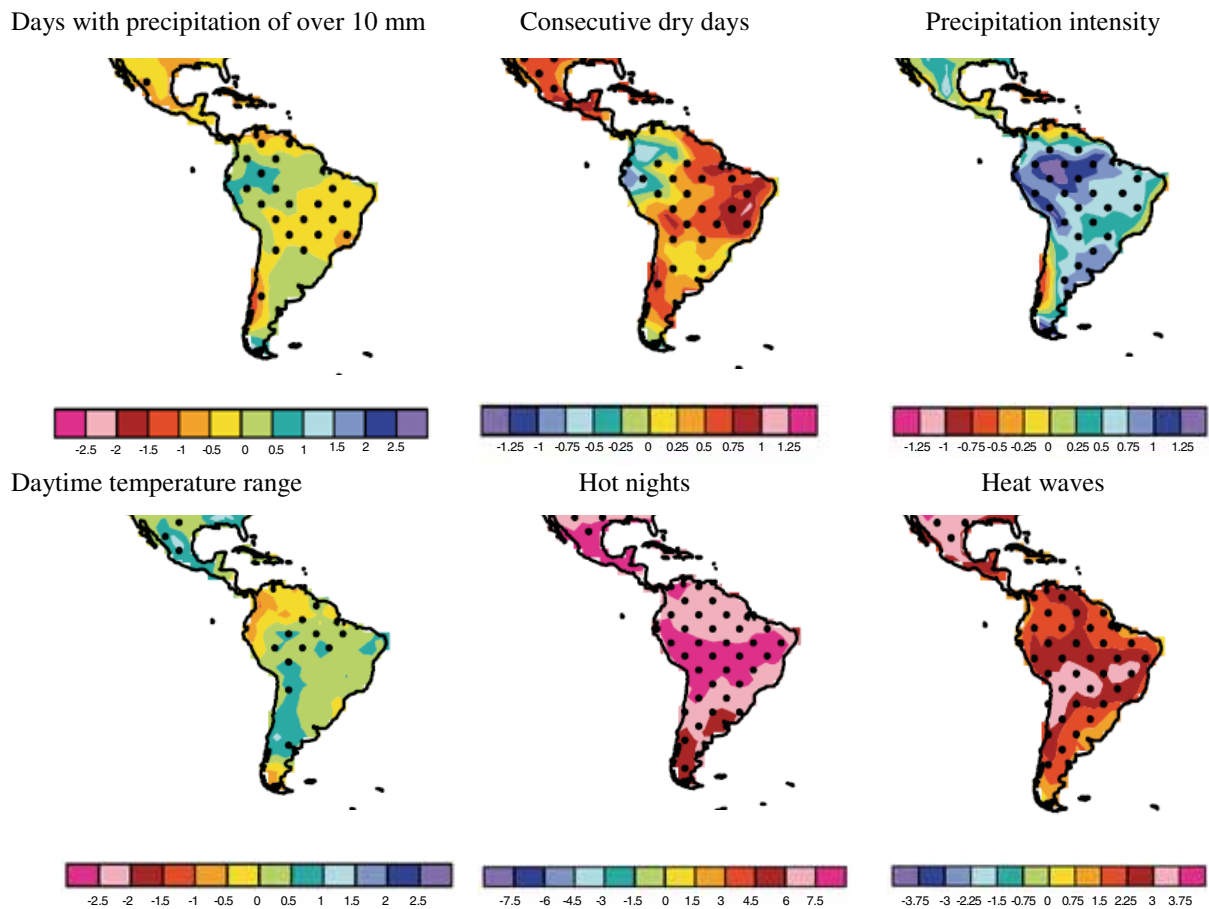 Days with precipitation of over 10 mm
Consecutive dry days
Precipitation intensity
-2.5 -2 -1.5 -1 -0.5 0 0.5 1 1.5 2 2.5
-1.25 -1 -0.75 -0.5 -0.25 0 0.25 0.5 0.75 1 1.25
-1.25 -1 -0.75 -0.5 -0.25 0 0.25 0.5 0.75 1 1.25
Daytime temperature range
Hot nights
Heat waves
-2.5 -2 -1.5 -1 -0.5 0 0.5 1 1.5 2 2.5
-7.5 -6 -4.5 -3 -1.5 0 1.5 3 4.5 6 7.5
-3.75 -3 -2.25 -1.5 -0.75 0 0.75 1.5 2.25 3 3.75